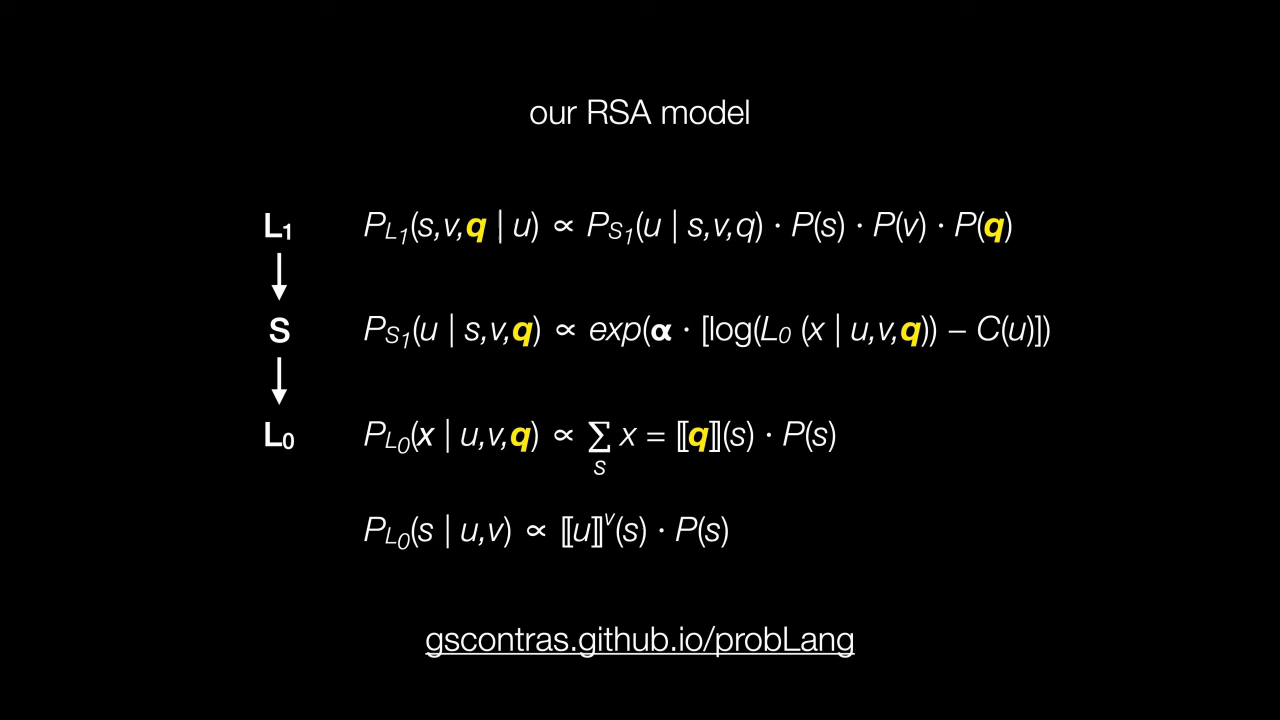 our RSA model
L₁ P_L₁(s,v,q | u) ∝ P_S₁(u | s,v,q) · P(s) · P(v) · P(q)
S P_S₁(u | s,v,q) ∝ exp(α · [log(L₀ (x | u,v,q)) − C(u)])
L₀ P_L₀(x | u,v,q) ∝ ∑_s x = ⟦q⟧(s) · P(s)
P_L₀(s | u,v) ∝ ⟦u⟧ᵛ(s) · P(s)
gscontras.github.io/probLang